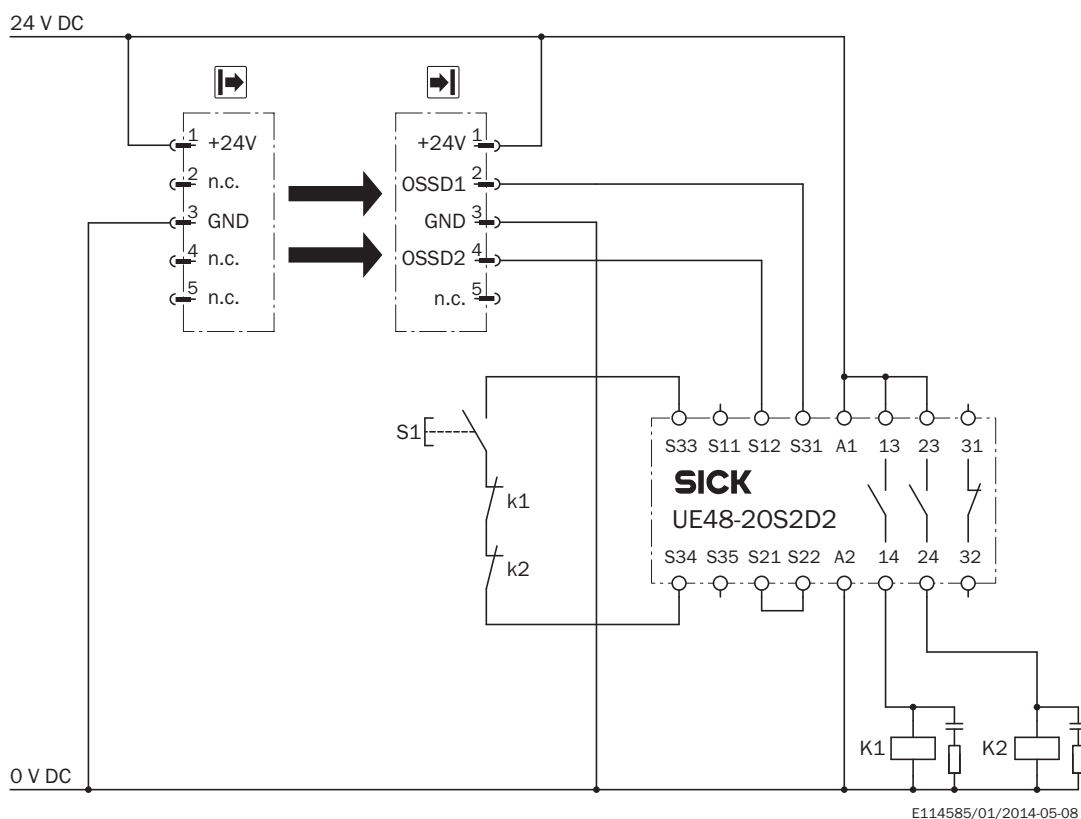 24 V DC
1 +24V
2 n.c.
3 GND
4 n.c.
5 n.c.
+24V 1
OSSD1 2
GND 3
OSSD2 4
n.c. 5
S1
k1
k2
S33 S11 S12 S31 A1 13 23 31
SICK
UE48-2OS2D2
S34 S35 S21 S22 A2 14 24 32
K1
K2
0 V DC
E114585/01/2014-05-08